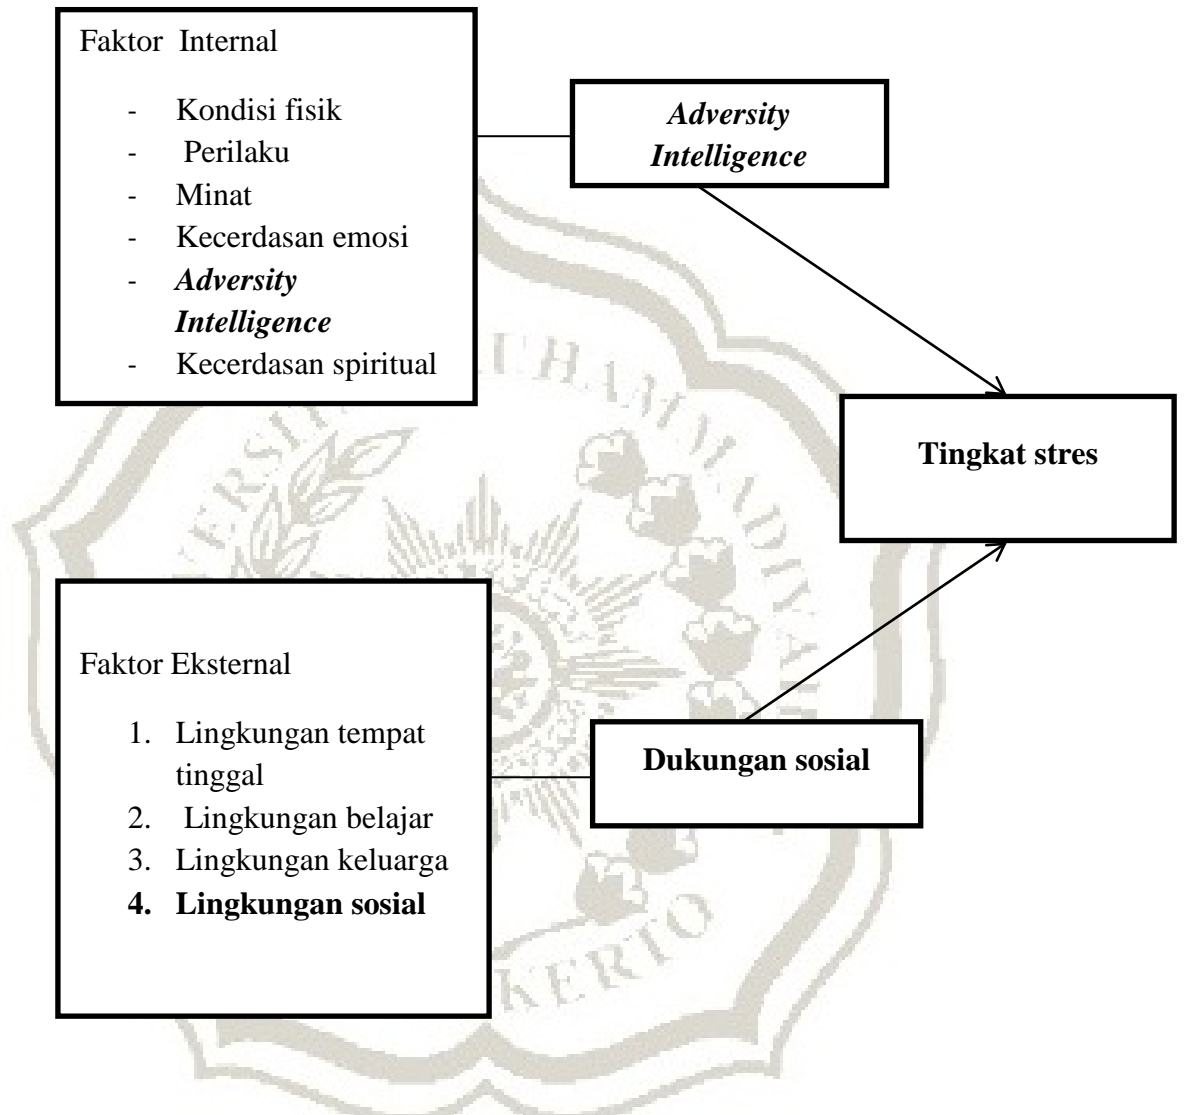 Faktor Internal
- Kondisi fisik
- Perilaku
- Minat
- Kecerdasan emosi
- Adversity
Intelligence
- Kecerdasan spiritual
Adversity
Intelligence
Tingkat stres
Faktor Eksternal
1. Lingkungan tempat
tinggal
2. Lingkungan belajar
3. Lingkungan keluarga
4. Lingkungan sosial
Dukungan sosial